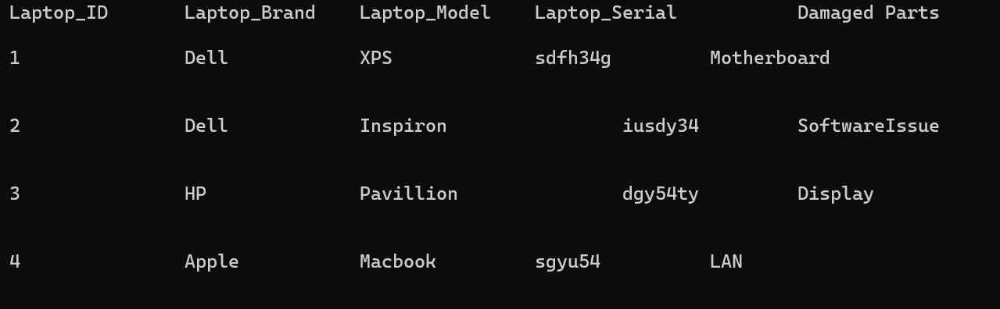 Laptop_ID Laptop_Brand Laptop_Model Laptop_Serial Damaged Parts
1 Dell XPS sdfh34g Motherboard
2 Dell Inspiron iusdy34 SoftwareIssue
3 HP Pavillion dgy54ty Display
4 Apple Macbook sgyu54 LAN